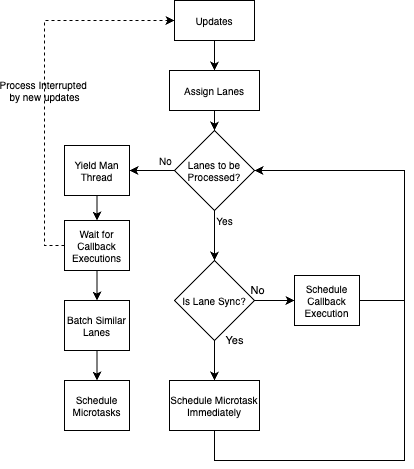 Updates
Process Interrupted
by new updates
Assign Lanes
No
Lanes to be
Processed?
Yield Man
Thread
Yes
Wait for
Callback
Executions
Is Lane Sync?
No
Schedule
Callback
Execution
Batch Similar
Lanes
Yes
Schedule
Microtasks
Schedule Microtask
Immediately